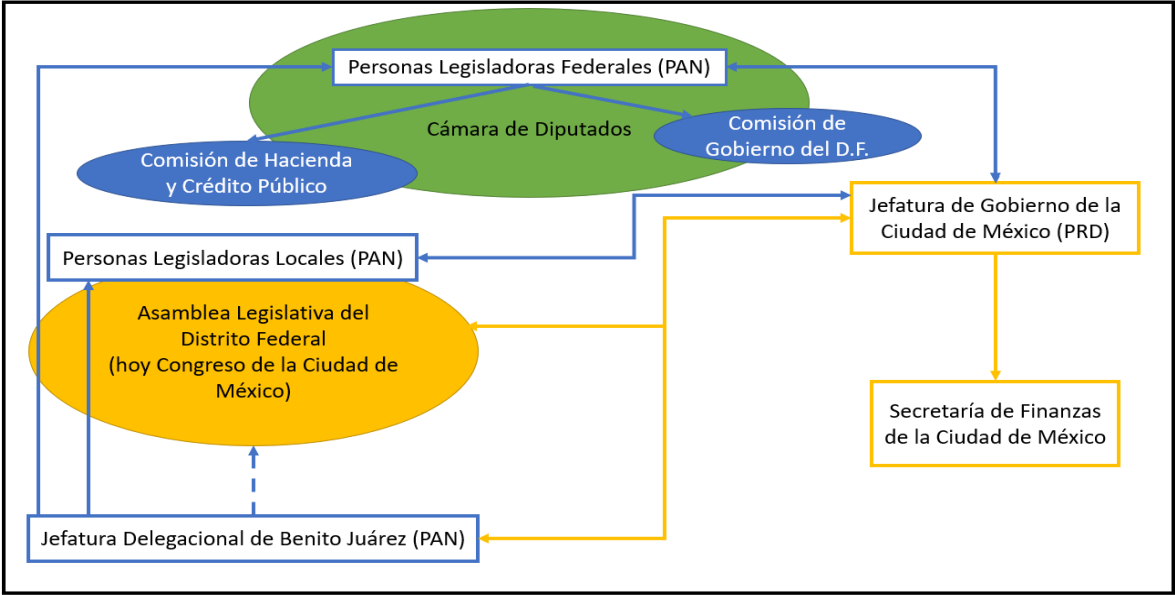 Personas Legisladoras Federales (PAN)
Cámara de Diputados
Comisión de
Gobierno del D.F.
Comisión de Hacienda
y Crédito Público
Jefatura de Gobierno de la
Ciudad de México (PRD)
Personas Legisladoras Locales (PAN)
Asamblea Legislativa del
Distrito Federal
(hoy Congreso de la Ciudad de
México)
Secretaría de Finanzas
de la Ciudad de México
Jefatura Delegacional de Benito Juárez (PAN)